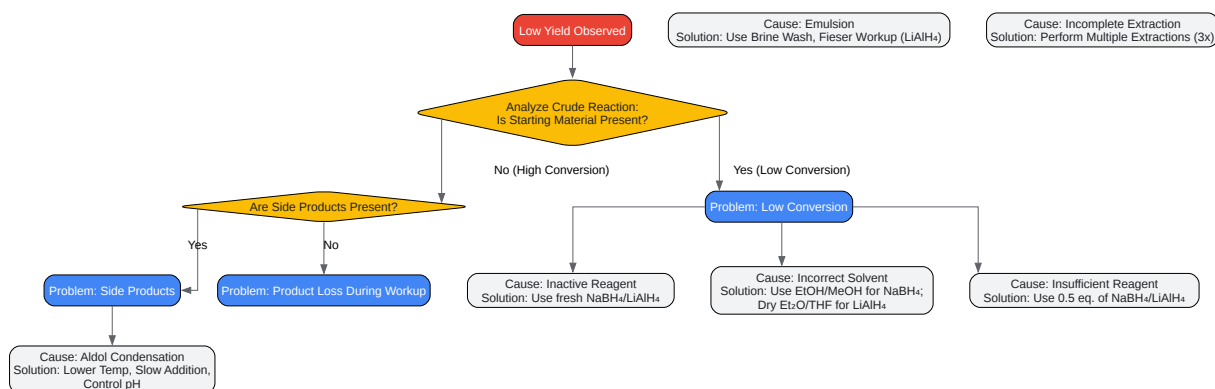 Low Yield Observed
Cause: Emulsion
Solution: Use Brine Wash, Fieser Workup (LiAlH₄)
Cause: Incomplete Extraction
Solution: Perform Multiple Extractions (3x)
Analyze Crude Reaction:
Is Starting Material Present?
No (High Conversion)
Yes (Low Conversion)
Are Side Products Present?
Problem: Low Conversion
Yes
No
Problem: Side Products
Problem: Product Loss During Workup
Cause: Inactive Reagent
Solution: Use fresh NaBH₄/LiAlH₄
Cause: Incorrect Solvent
Solution: Use EtOH/MeOH for NaBH₄;
Dry Et₂O/THF for LiAlH₄
Cause: Insufficient Reagent
Solution: Use 0.5 eq. of NaBH₄/LiAlH₄
Cause: Aldol Condensation
Solution: Lower Temp, Slow Addition,
Control pH